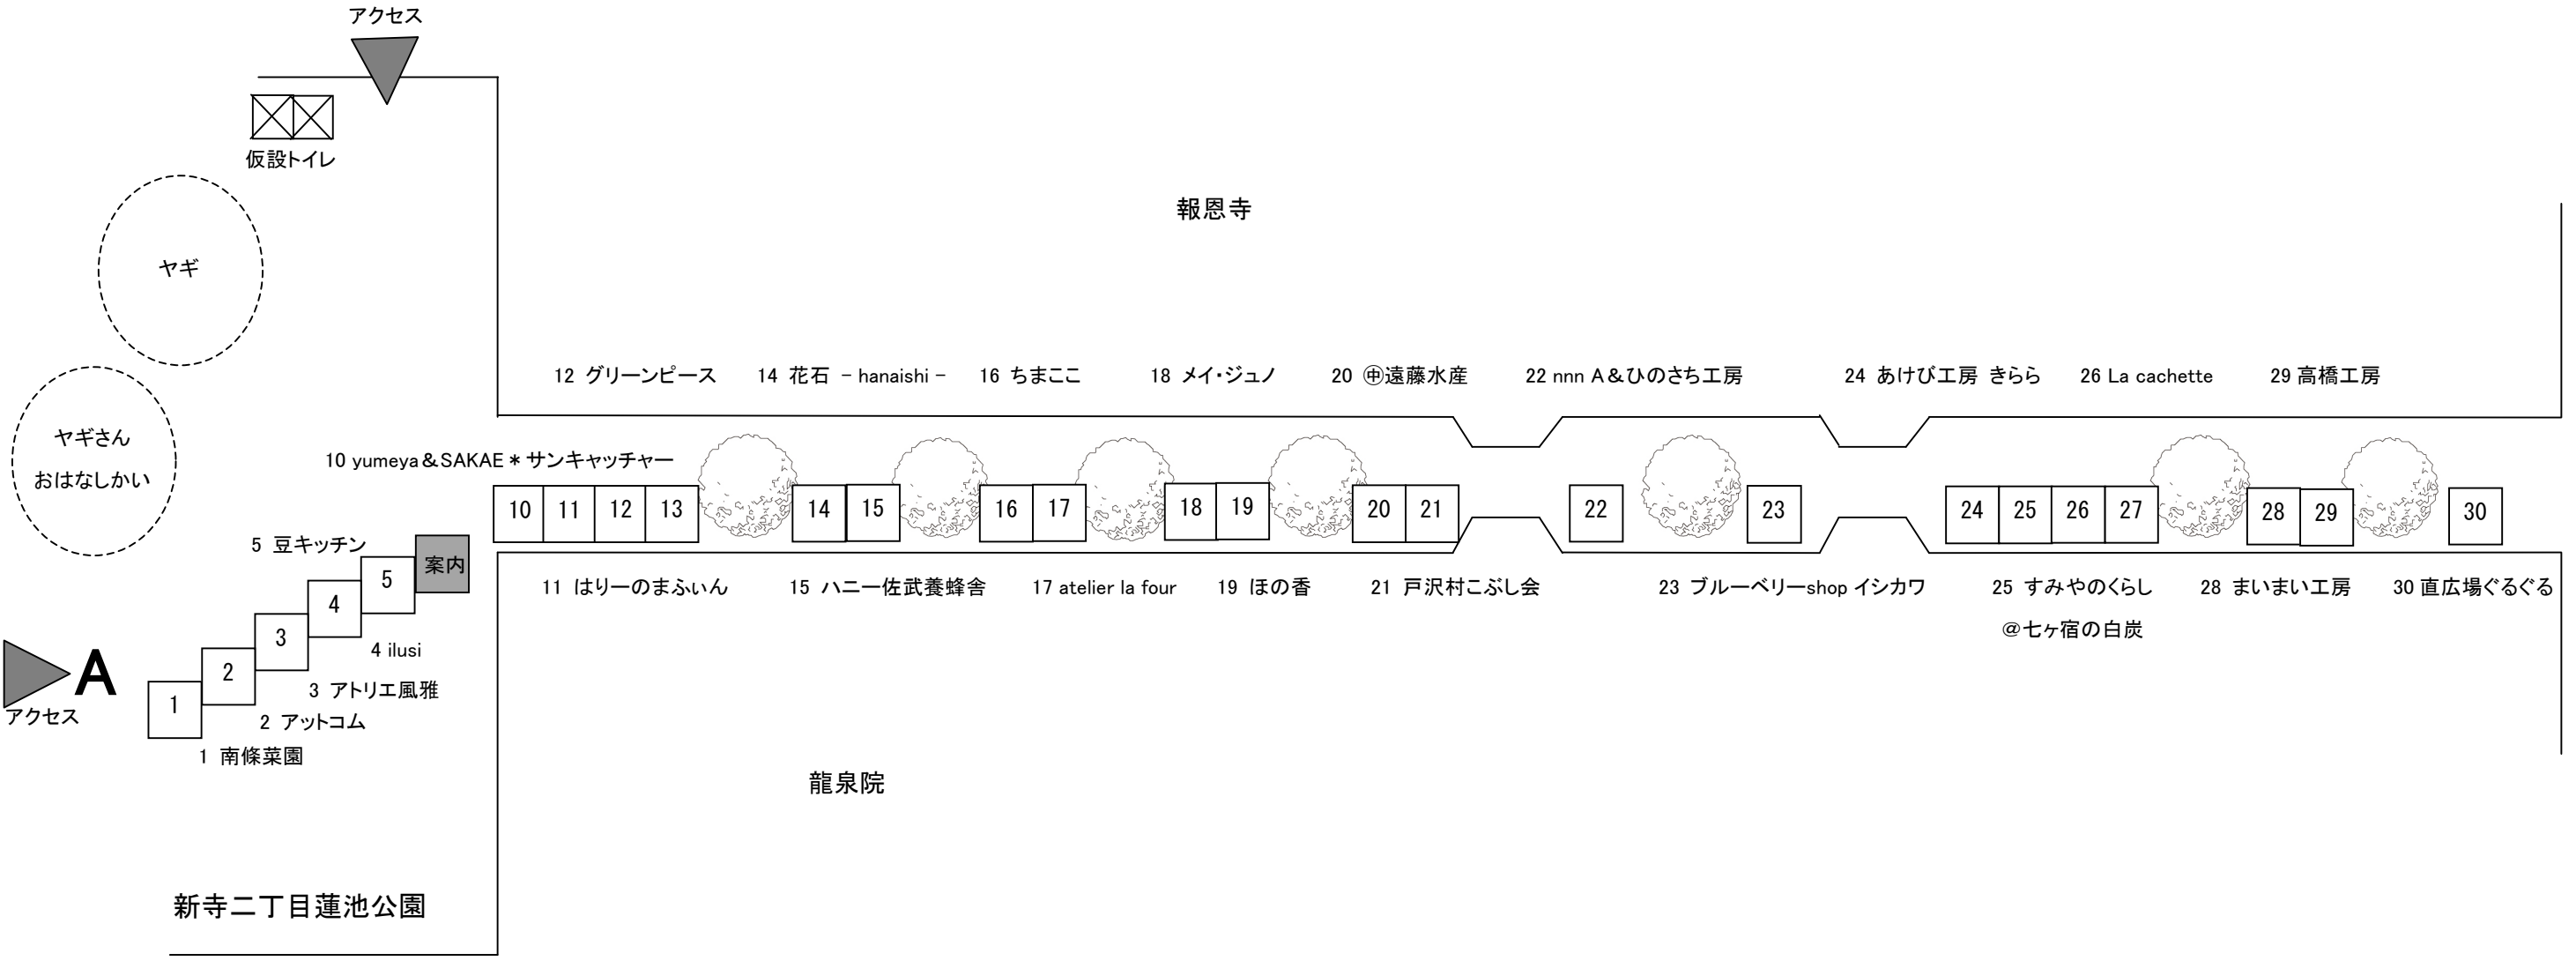 アクセス
仮設トイレ
報恩寺
ヤギ
12 グリーンピース
14 花石 - hanaishi -
16 ちまここ
18 メイ・ジュノ
20 ㊥遠藤水産
22 nnn A&ひのさち工房
24 あけび工房 きらら
26 La cachette
29 高橋工房
ヤギさん
おはなしかい
10 yumeya&SAKAE*サンキャッチャー
10
11
12
13
14
15
16
17
18
19
20
21
22
23
24
25
26
27
28
29
30
5 豆キッチン
案内
5
4
3
2
1
11 はりーのまふぃん
15 ハニー佐武養蜂舎
17 atelier la four
19 ほの香
21 戸沢村こぶし会
23 ブルーベリーshop イシカワ
25 すみやのくらし
@七ヶ宿の白炭
28 まいまい工房
30 直広場ぐるぐる
4 ilusi
3 アトリエ風雅
2 アットコム
1 南條菜園
A
アクセス
龍泉院
新寺二丁目蓮池公園